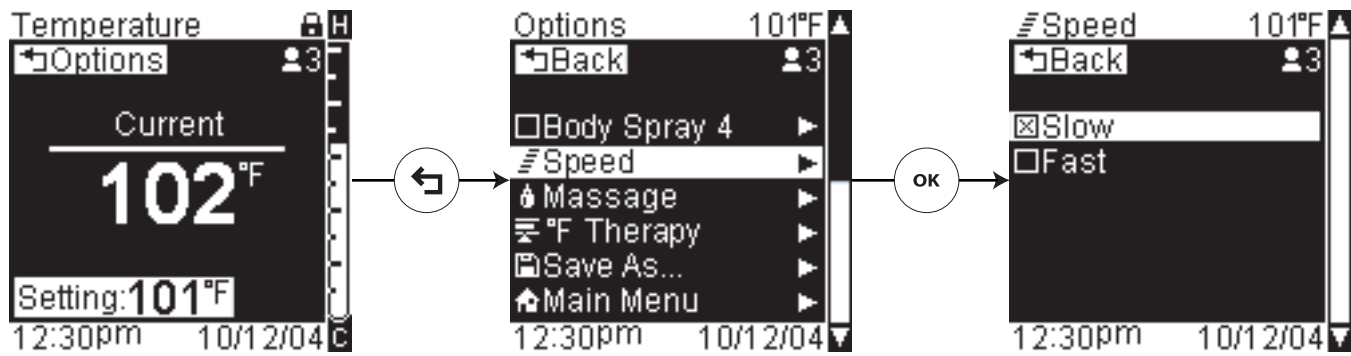 Temperature H
Options 3
Current
102°F
Setting:101°F
12:30pm 10/12/04 C
Options 101°F
Back 3
Body Spray 4
Speed
Massage
°F Therapy
Save As...
Main Menu
12:30pm 10/12/04
OK
Speed 101°F
Back 3
Slow
Fast
12:30pm 10/12/04